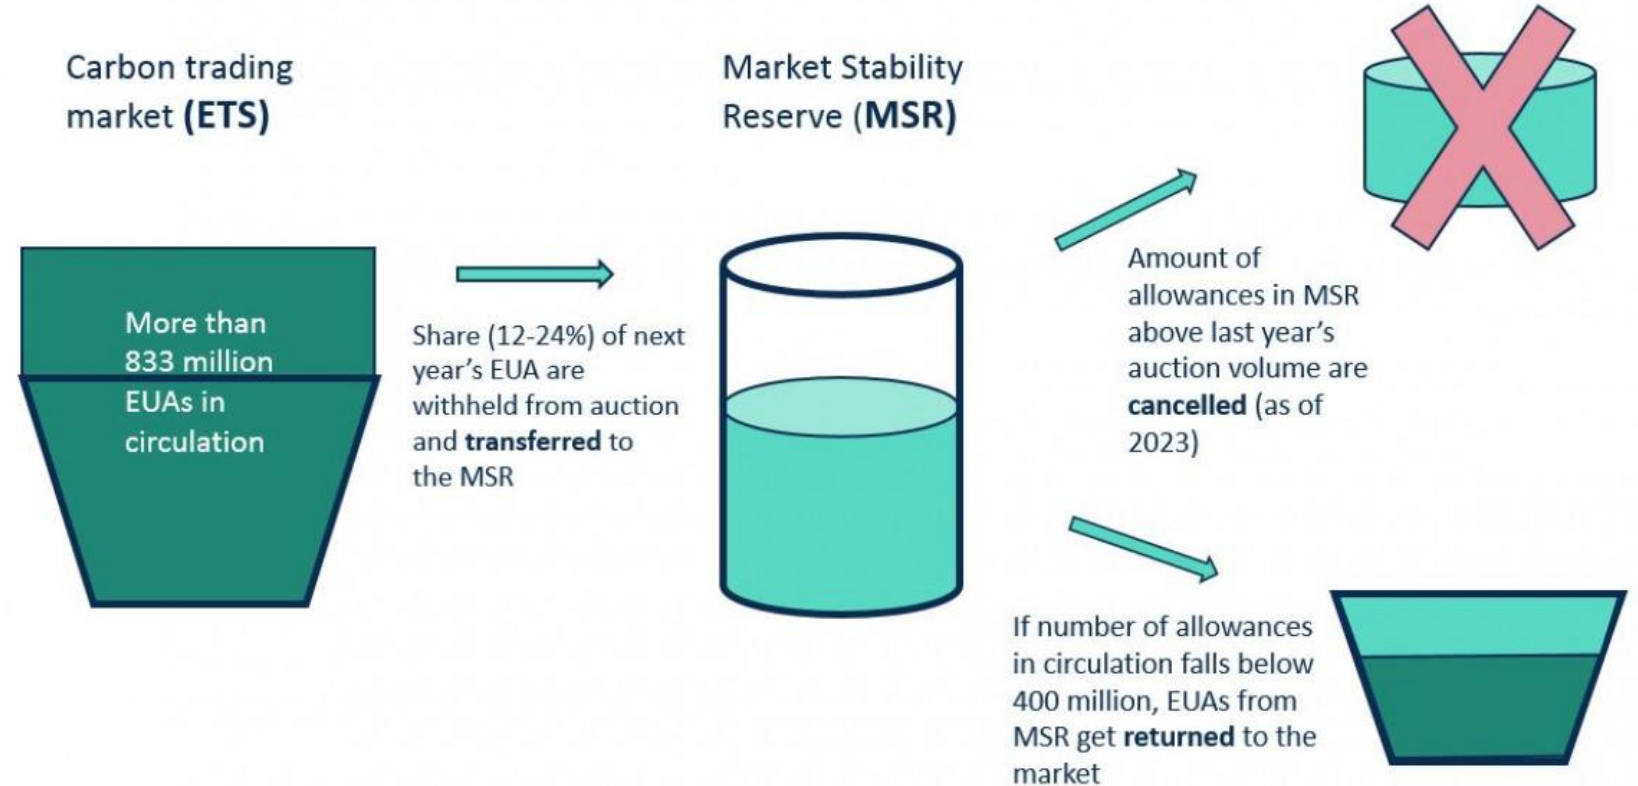 Carbon trading
market (ETS)
More than
833 million
EUAs in
circulation
Share (12-24%) of next
year's EUA are
withheld from auction
and transferred to
the MSR
Market Stability
Reserve (MSR)
Amount of
allowances in MSR
above last year's
auction volume are
cancelled (as of
2023)
If number of allowances
in circulation falls below
400 million, EUAs from
MSR get returned to the
market